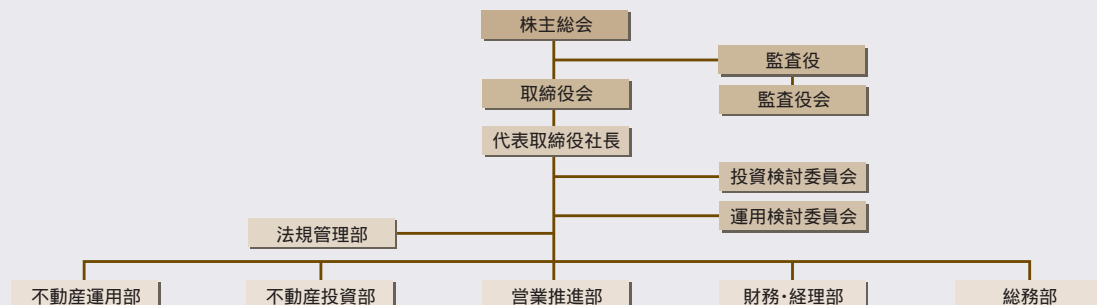 株主総会
監査役
取締役会
監査役会
代表取締役社長
投資検討委員会
運用検討委員会
法規管理部
不動産運用部
不動産投資部
営業推進部
財務・経理部
総務部